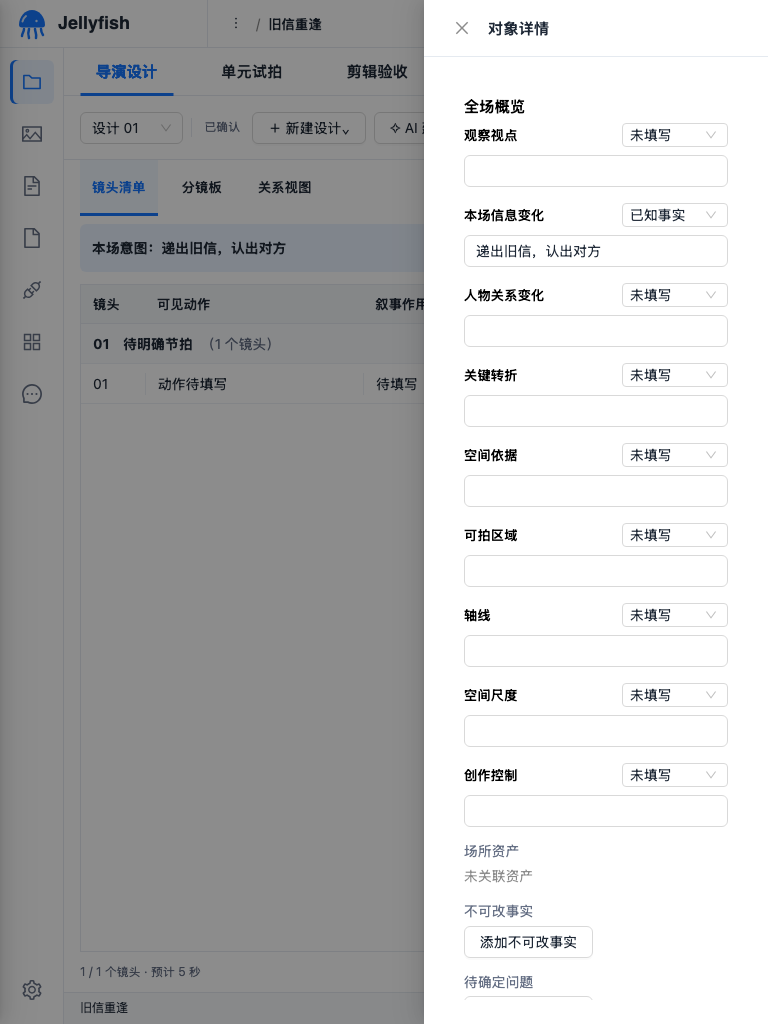 Jellyfish
/ 旧信重逢
导演设计 单元试拍 剪辑验收
设计 01 已确认 + 新建设计 AI
镜头清单 分镜板 关系视图
本场意图：递出旧信，认出对方
镜头 可见动作 叙事作用
01 待明确节拍 （1 个镜头）
01 动作待填写 待填写
1 / 1 个镜头 · 预计 5 秒
旧信重逢
对象详情
全场概览
观察视点 未填写
本场信息变化 已知事实
递出旧信，认出对方
人物关系变化 未填写
关键转折 未填写
空间依据 未填写
可拍区域 未填写
轴线 未填写
空间尺度 未填写
创作控制 未填写
场所资产
未关联资产
不可改事实
添加不可改事实
待确定问题